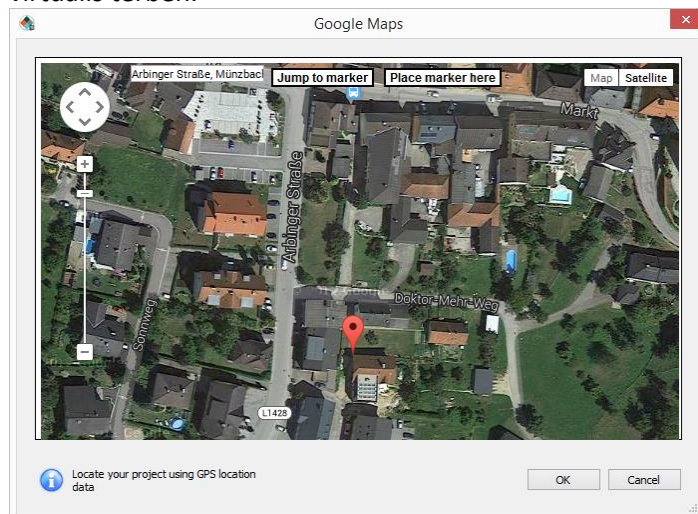 Google Maps
Arbinger Straße, Münzbac
Jump to marker
Place marker here
Map
Satellite
Markt
Arbinger Straße
Doktor-Mehr-Weg
Sonnweg
L1428
Locate your project using GPS location
data
OK
Cancel